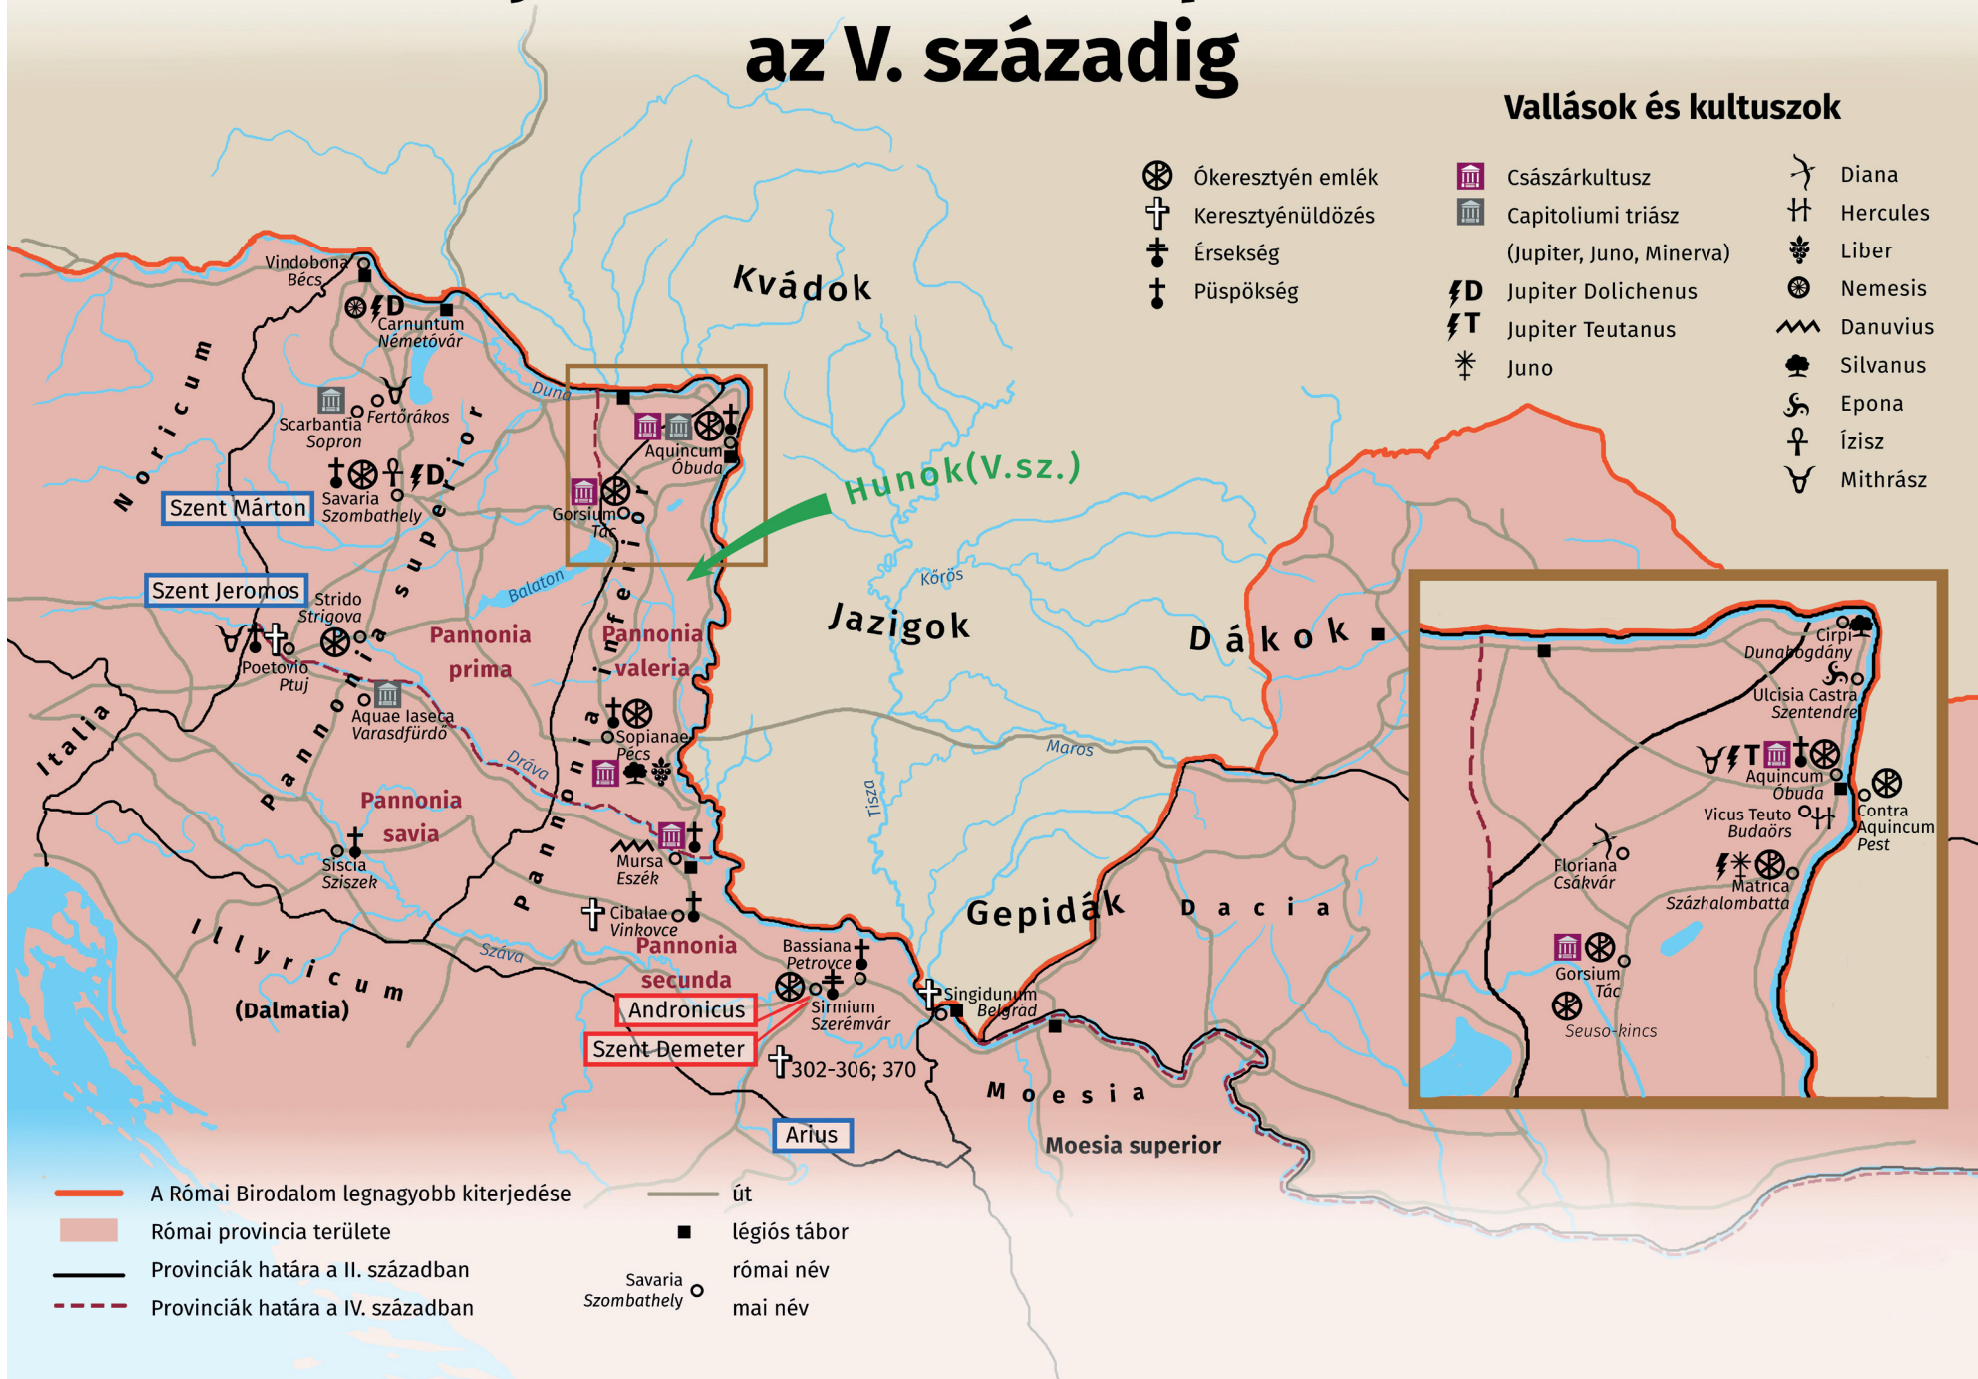 az V. századig
Vallások és kultuszok
Ókeresztyén emlék
Keresztyénüldözés
Érsekség
Püspökség
Császárkultusz
Capitoliumi triász
(Jupiter, Juno, Minerva)
D Jupiter Dolichenus
T Jupiter Teutanus
Juno
Diana
Hercules
Liber
Nemesis
Danuvius
Silvanus
Epona
Ízisz
Mithrász
Vindobona
Bécs
D
Carnuntum
Németóvár
Kvádok
Noricum
Duna
Scarbantia
Sopron
Fertőrákos
Aquincum
Óbuda
Hunok(V.sz.)
D
Savaria
Szombathely
Szent Márton
Gorsium
Tác
Pannonia superior
Pannonia inferior
Balaton
Kőrös
Szent Jeromos
Strido
Strigova
Poetovio
Ptuj
Pannonia
prima
Pannonia
valeria
Jazigok
Dákok
Aquae Iaseca
Varasdfürdő
Italia
Sopianae
Pécs
Dráva
Maros
Tisza
Pannonia
savia
Siscia
Sziszek
Mursa
Eszék
Cibalae
Vinkovce
Gepidák
Dacia
Illyricum
(Dalmatia)
Száva
Pannonia
secunda
Bassiana
Petrovce
Sirmium
Szerémvár
Singidunum
Belgrád
Andronicus
Szent Demeter
302-306; 370
Arius
Moesia
Moesia superior
Cirpi
Dunabogdány
Ulcisia Castra
Szentendre
T
Aquincum
Óbuda
Contra
Aquincum
Pest
Vicus Teuto
Budaörs
Floriana
Csákvár
Matrica
Százhalombatta
Gorsium
Tác
Seuso-kincs
A Római Birodalom legnagyobb kiterjedése
Római provincia területe
Provinciák határa a II. században
Provinciák határa a IV. században
út
légiós tábor
Savaria
Szombathely
római név
mai név